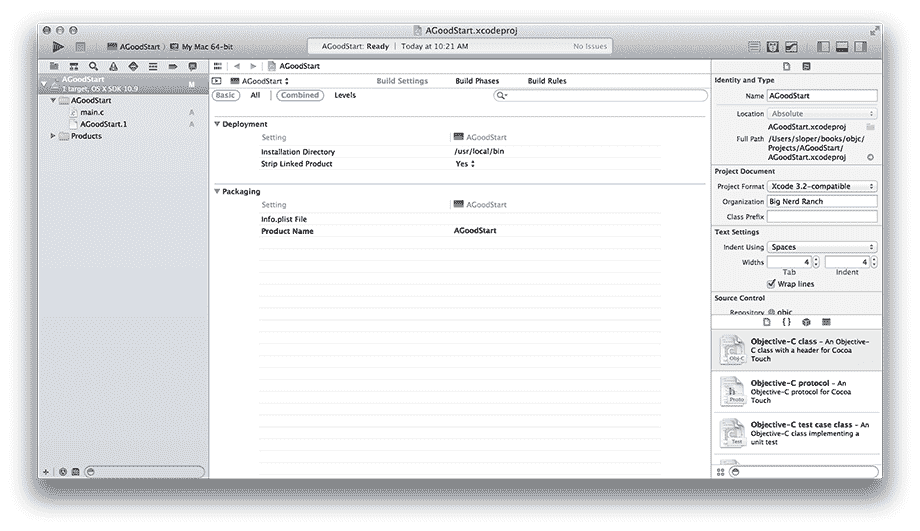 AGoodStart.xcodeproj
AGoodStart
My Mac 64-bit
AGoodStart: Ready | Today at 10:21 AM
No Issues
AGoodStart
1 target, OS X SDK 10.9
M
AGoodStart
main.c
A
AGoodStart.1
A
Products
AGoodStart
AGoodStart
Build Settings
Build Phases
Build Rules
Basic
All
Combined
Levels
Deployment
Setting
AGoodStart
Installation Directory
/usr/local/bin
Strip Linked Product
Yes
Packaging
Setting
AGoodStart
Info.plist File
Product Name
AGoodStart
Identity and Type
Name
AGoodStart
Location
Absolute
AGoodStart.xcodeproj
Full Path
/Users/sloper/books/objc/
Projects/AGoodStart/
AGoodStart.xcodeproj
Project Document
Project Format
Xcode 3.2-compatible
Organization
Big Nerd Ranch
Class Prefix
Text Settings
Indent Using
Spaces
Widths
4
4
Tab
Indent
Wrap lines
Source Control
Repository
objc
Obj-C
Objective-C class - An Objective-
C class with a header for Cocoa
Touch
Proto
Objective-C protocol - An
Objective-C protocol for Cocoa
Touch
Test
Objective-C test case class - An
Objective-C class implementing a
unit test